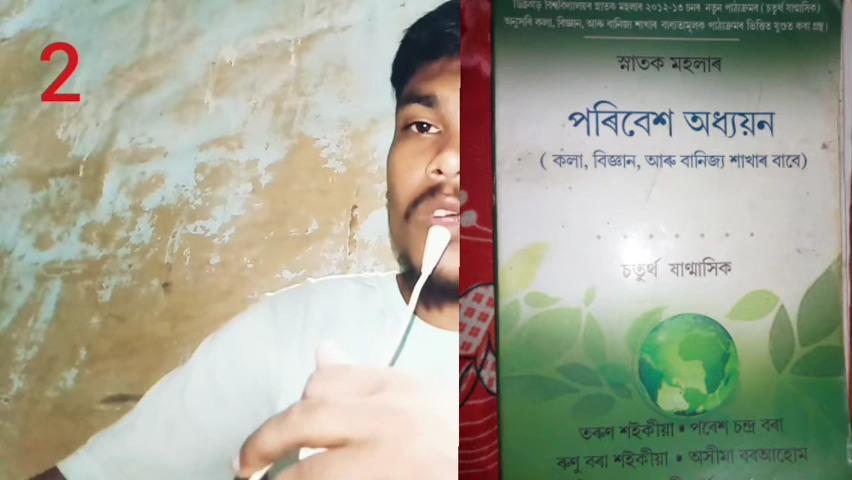 2
ডিব্ৰুগড় বিশ্ববিদ্যালয়ৰ স্নাতক মহলাৰ ২০১২-১৩ চনৰ নতুন পাঠ্যক্ৰমৰ (চতুৰ্থ ষাণ্মাসিক)
অনুসৰি কলা, বিজ্ঞান, আৰু বানিজ্য শাখাৰ বাধ্যতামূলক পাঠ্যক্ৰমৰ ভিত্তিত যুগুত কৰা গ্ৰন্থ)
স্নাতক মহলাৰ
পৰিবেশ অধ্যয়ন
( কলা, বিজ্ঞান, আৰু বানিজ্য শাখাৰ বাবে)
চতুৰ্থ ষাণ্মাসিক
তৰুণ শইকীয়া • পৰেশ চন্দ্ৰ বৰা
ৰুণু বৰা শইকীয়া • অসীমা বৰআহোম